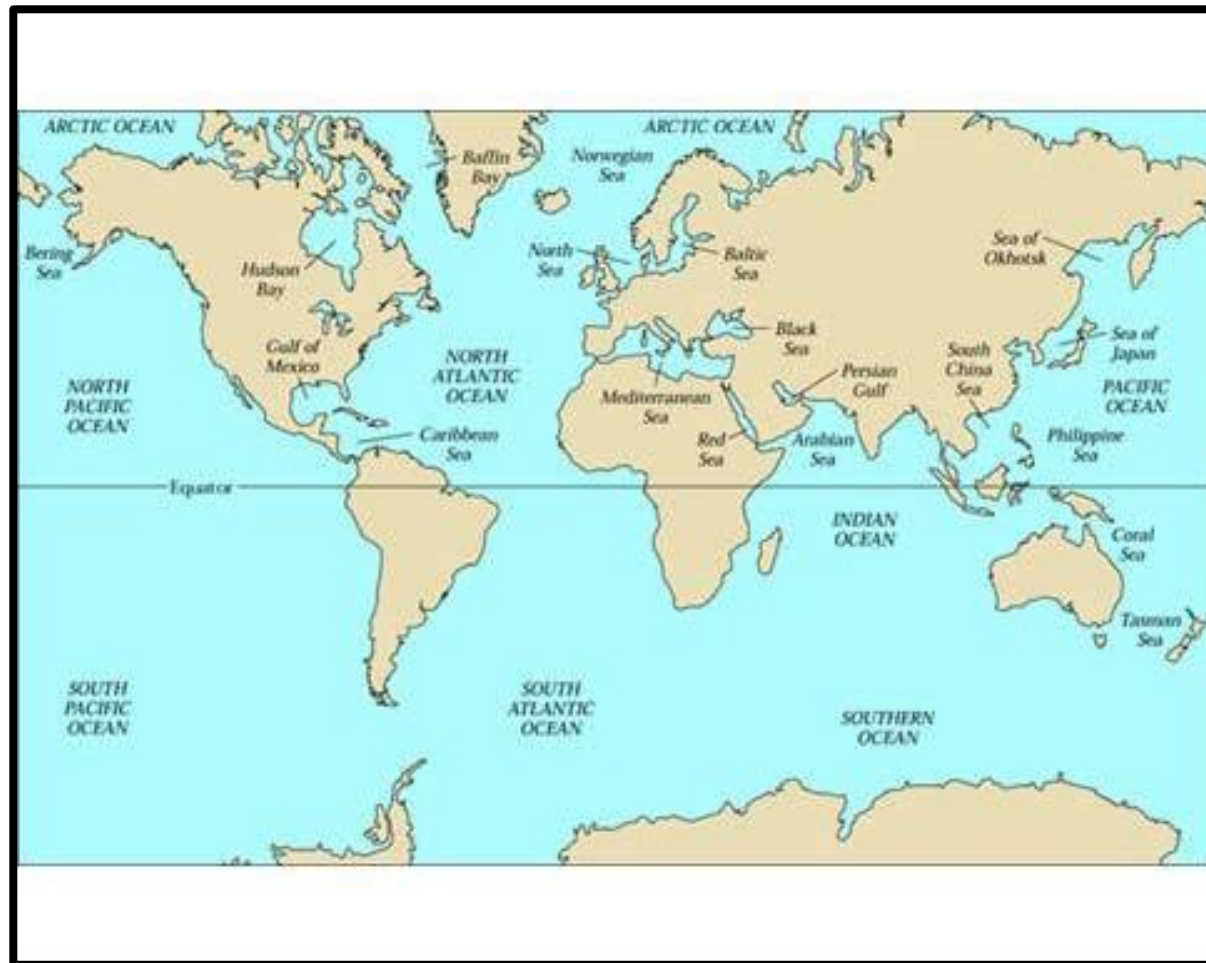 ARCTIC OCEAN
ARCTIC OCEAN
Baffin
Bay
Norwegian
Sea
Bering
Sea
Hudson
Bay
North
Sea
Baltic
Sea
Sea of
Okhotsk
Gulf of
Mexico
NORTH
ATLANTIC
OCEAN
Black
Sea
South
China
Sea
Sea of
Japan
NORTH
PACIFIC
OCEAN
Mediterranean
Sea
Persian
Gulf
PACIFIC
OCEAN
Caribbean
Sea
Red
Sea
Arabian
Sea
Philippine
Sea
Equator
INDIAN
OCEAN
Coral
Sea
Tasman
Sea
SOUTH
PACIFIC
OCEAN
SOUTH
ATLANTIC
OCEAN
SOUTHERN
OCEAN